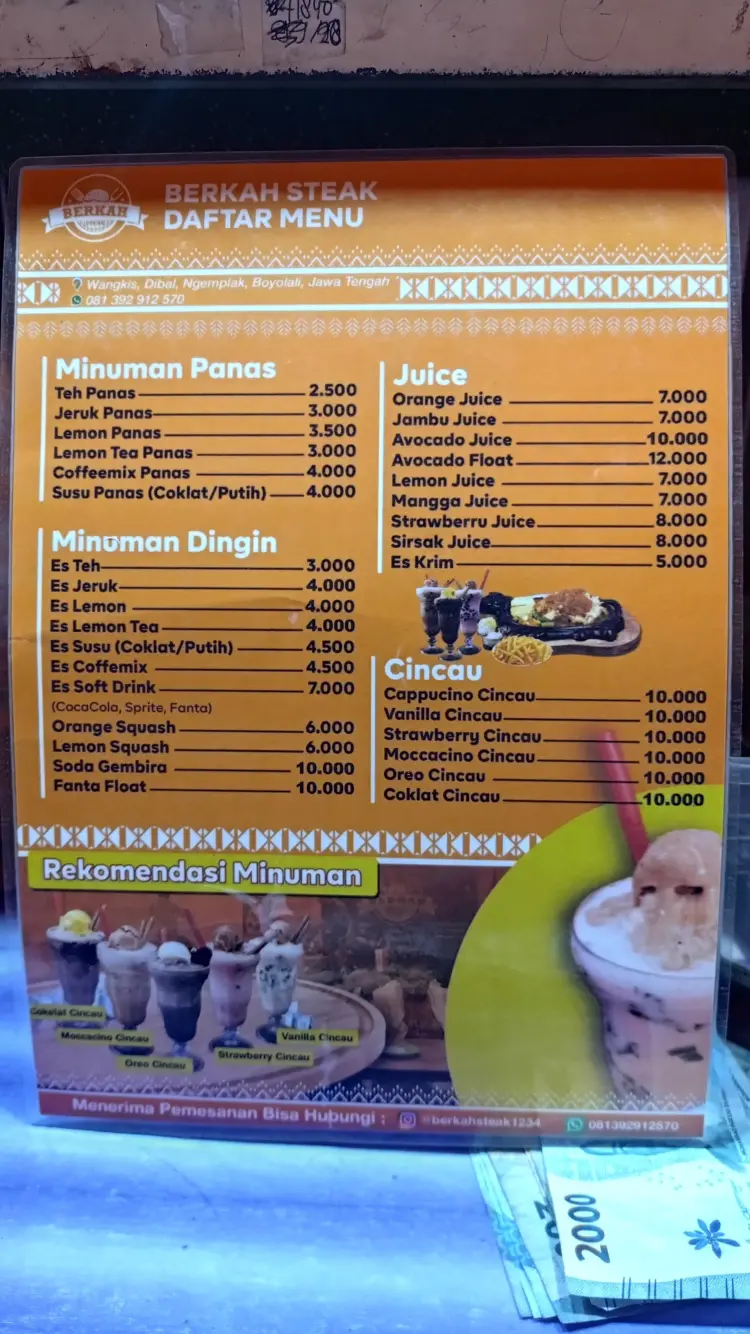 BERKAH
BERKAH STEAK
DAFTAR MENU
Wangkis, Dibal, Ngemplak, Boyolali, Jawa Tengah
081 392 912 570
Minuman Panas
Teh Panas 2.500
Jeruk Panas 3.000
Lemon Panas 3.500
Lemon Tea Panas 3.000
Coffeemix Panas 4.000
Susu Panas (Coklat/Putih) 4.000
Minuman Dingin
Es Teh 3.000
Es Jeruk 4.000
Es Lemon 4.000
Es Lemon Tea 4.000
Es Susu (Coklat/Putih) 4.500
Es Coffemix 4.500
Es Soft Drink 7.000
(CocaCola, Sprite, Fanta)
Orange Squash 6.000
Lemon Squash 6.000
Soda Gembira 10.000
Fanta Float 10.000
Juice
Orange Juice 7.000
Jambu Juice 7.000
Avocado Juice 10.000
Avocado Float 12.000
Lemon Juice 7.000
Mangga Juice 7.000
Strawberru Juice 8.000
Sirsak Juice 8.000
Es Krim 5.000
Cincau
Cappucino Cincau 10.000
Vanilla Cincau 10.000
Strawberry Cincau 10.000
Moccacino Cincau 10.000
Oreo Cincau 10.000
Coklat Cincau 10.000
Rekomendasi Minuman
Cokelat Cincau
Moccacino Cincau
Oreo Cincau
Strawberry Cincau
Vanilla Cincau
Menerima Pemesanan Bisa Hubungi : @berkahsteak1234 081392912570
2000